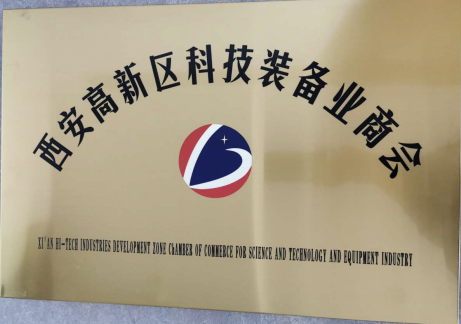 西安高新区科技装备业商会
XI'AN HI-TECH INDUSTRIES DEVELOPMENT ZONE ChAMBER OF COMMERCE FOR SCIENCE AND TECHNOLOGY AND EQUIPMENT INDUSTRY